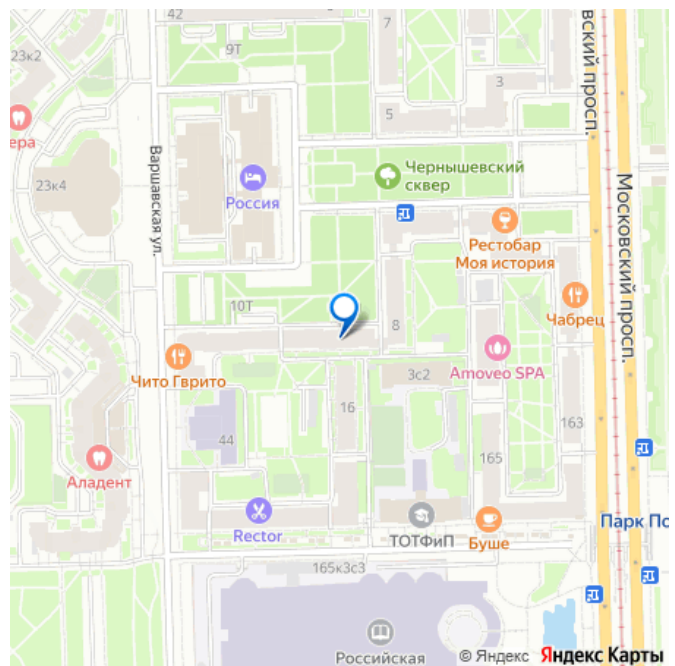 42
7
9Т
23к2
3
5
ера
Варшавская ул.
вский просп.
Чернышевский
сквер
23к4
Россия
Московский просп.
Рестобар
Моя история
10Т
Чабрец
8
Чито Гврито
3с2
Amoveo SPA
16
163
44
165
Аладент
Rector
ТОТФиП
Буше
Парк По
165к3с3
Российская
© Яндекс Яндекс Карты